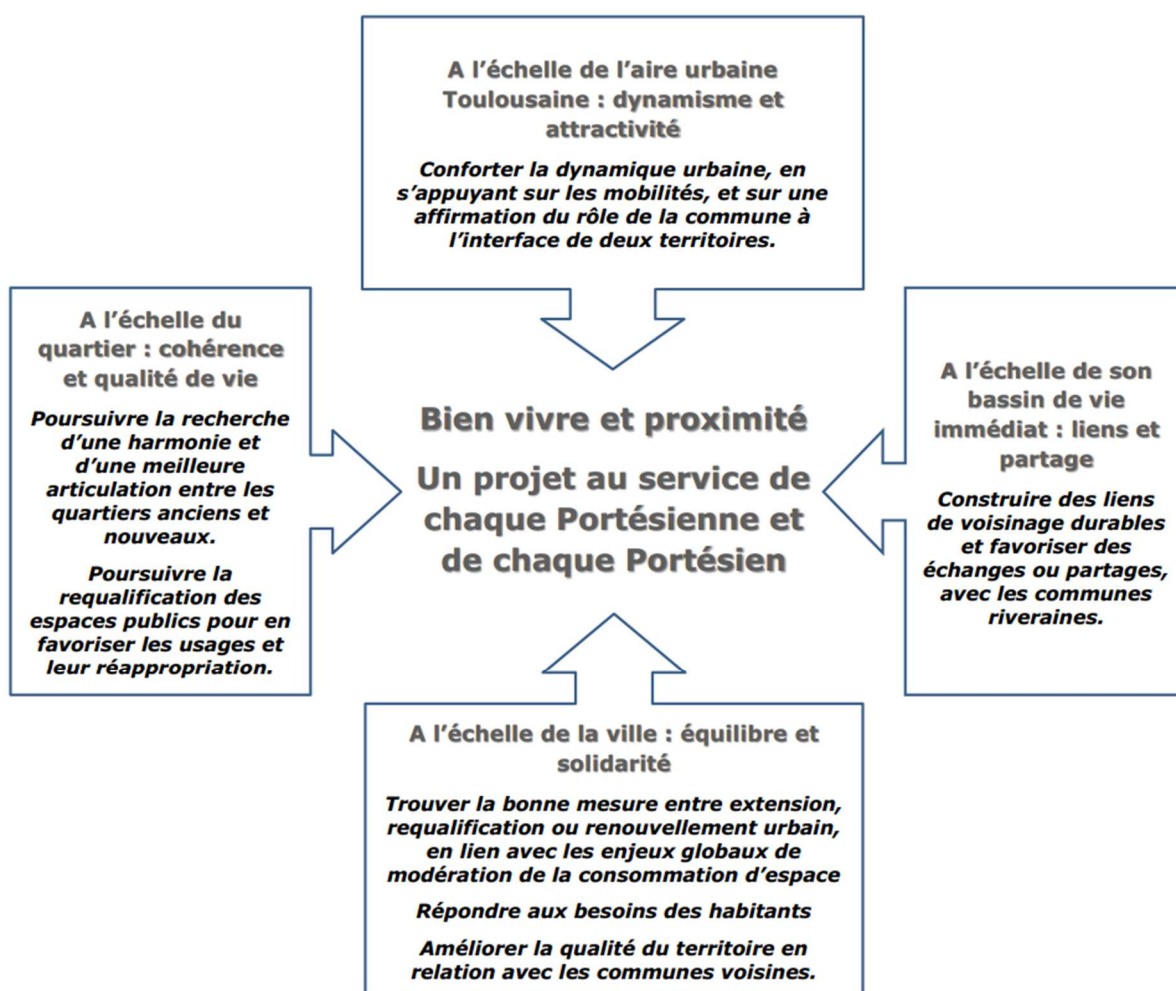 A l'échelle de l'aire urbaine
Toulousaine : dynamisme et
attractivité
Conforter la dynamique urbaine, en
s'appuyant sur les mobilités, et sur une
affirmation du rôle de la commune à
l'interface de deux territoires.
A l'échelle du
quartier : cohérence
et qualité de vie
Poursuivre la recherche
d'une harmonie et
d'une meilleure
articulation entre les
quartiers anciens et
nouveaux.
Poursuivre la
requalification des
espaces publics pour en
favoriser les usages et
leur réappropriation.
Bien vivre et proximité
Un projet au service de
chaque Portésienne et
de chaque Portésien
A l'échelle de son
bassin de vie
immédiat : liens et
partage
Construire des liens
de voisinage durables
et favoriser des
échanges ou partages,
avec les communes
riveraines.
A l'échelle de la ville : équilibre et
solidarité
Trouver la bonne mesure entre extension,
requalification ou renouvellement urbain,
en lien avec les enjeux globaux de
modération de la consommation d'espace
Répondre aux besoins des habitants
Améliorer la qualité du territoire en
relation avec les communes voisines.